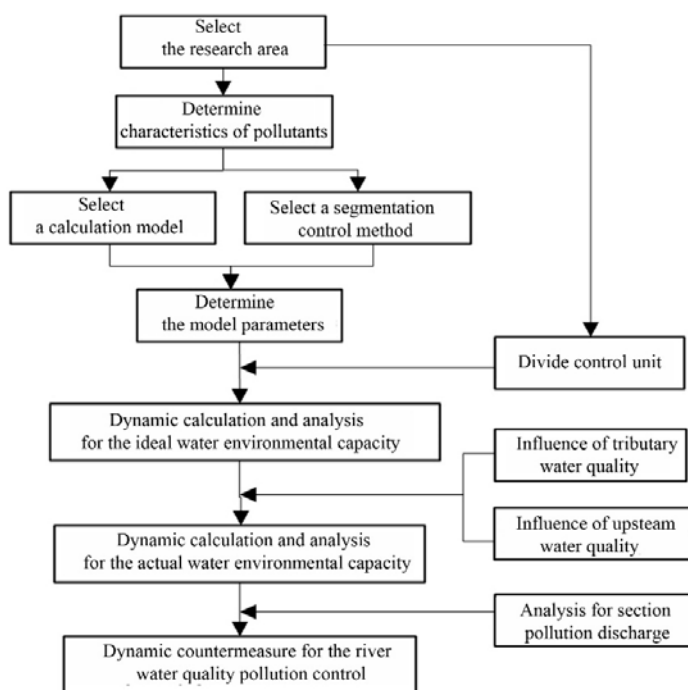 Select
the research area
Determine
characteristics of pollutants
Select
a calculation model
Select a segmentation
control method
Determine
the model parameters
Divide control unit
Dynamic calculation and analysis
for the ideal water environmental capacity
Influence of tributary
water quality
Influence of upsteam
water quality
Dynamic calculation and analysis
for the actual water environmental capacity
Analysis for section
pollution discharge
Dynamic countermeasure for the river
water quality pollution control